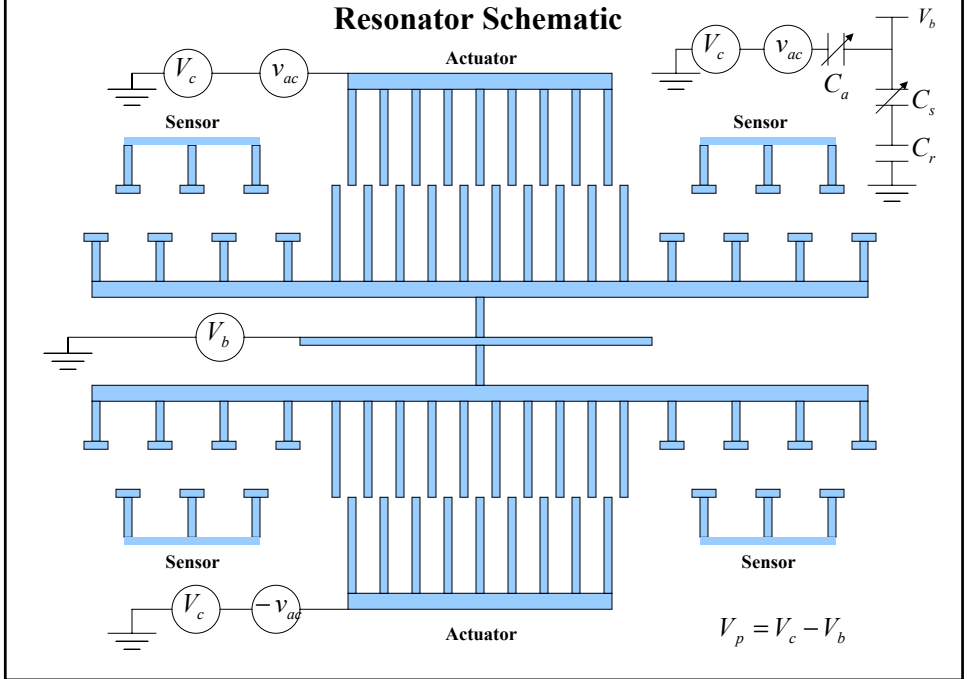 Resonator Schematic
V_c v_ac Actuator
V_c v_ac C_a V_b
C_s
C_r
Sensor Sensor
V_b
Sensor Sensor
V_c -v_ac Actuator
V_p = V_c - V_b